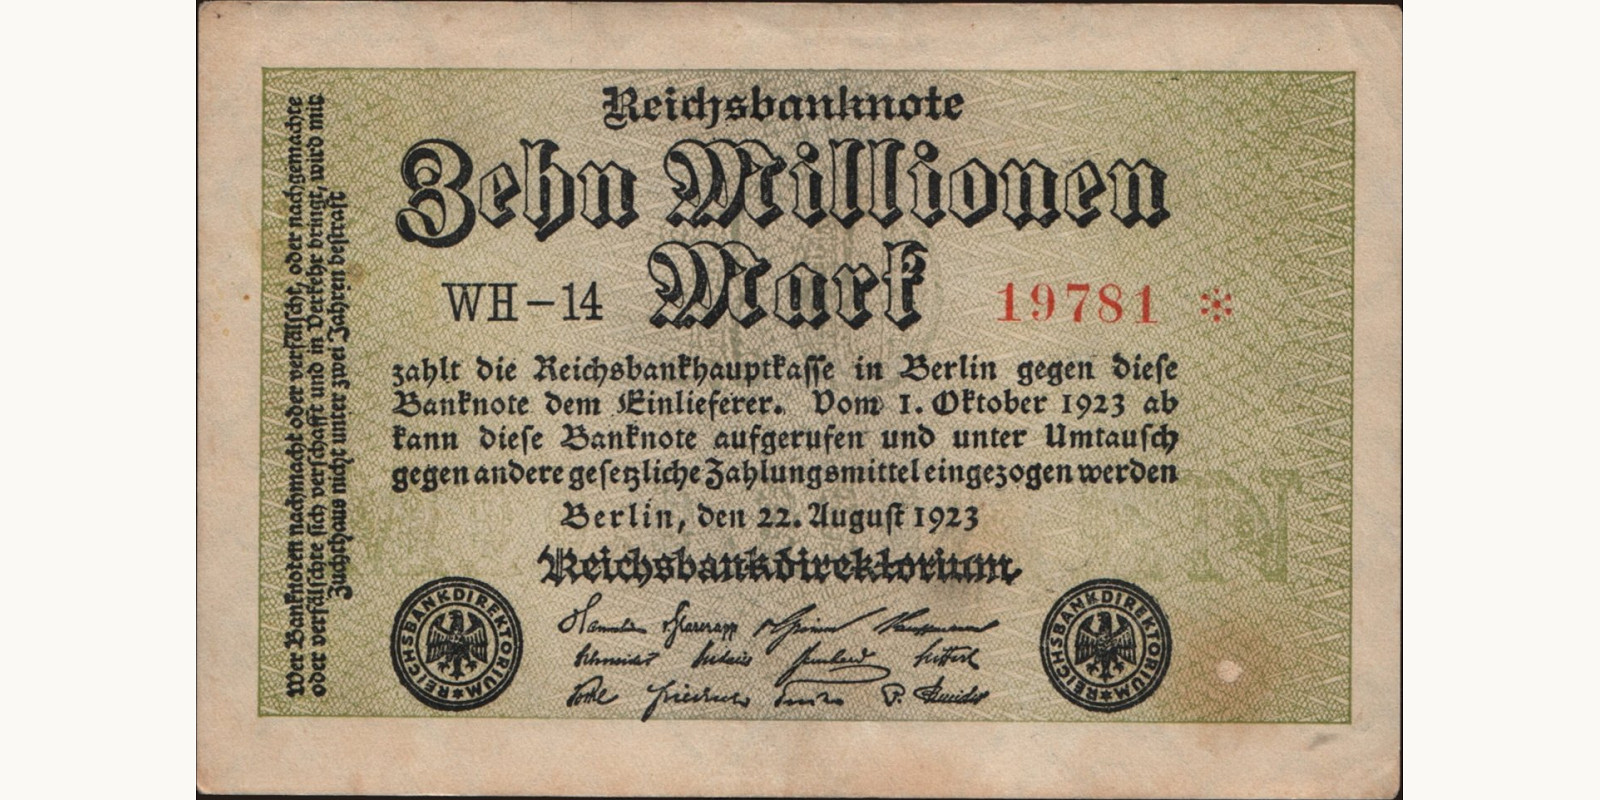 Reichsbanknote
Zehn Millionen
Mark
WH-14
19781 *
zahlt die Reichsbankhauptkasse in Berlin gegen diese
Banknote dem Einlieferer. Vom 1. Oktober 1923 ab
kann diese Banknote aufgerufen und unter Umtausch
gegen andere gesetzliche Zahlungsmittel eingezogen werden
Berlin, den 22. August 1923
Reichsbankdirektorium
Wer Banknoten nachmacht oder verfälscht, oder nachgemachte
oder verfälschte sich verschafft und in Verkehr bringt, wird mit
Zuchthaus nicht unter zwei Jahren bestraft
REICHSBANKDIREKTORIUM
REICHSBANKDIREKTORIUM